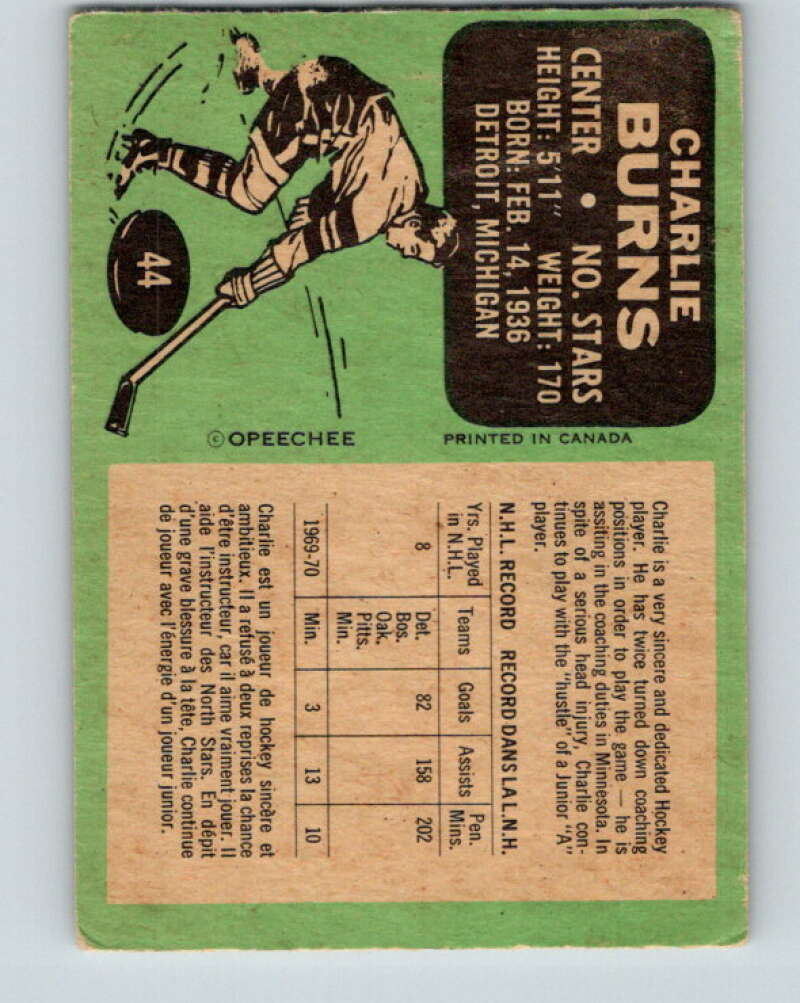 CHARLIE
BURNS
CENTER • NO. STARS
HEIGHT: 5'11" WEIGHT: 170
BORN: FEB. 14, 1936
DETROIT, MICHIGAN
44
© OPEECHEE
PRINTED IN CANADA
Charlie is a very sincere and dedicated Hockey
player. He has twice turned down coaching
positions in order to play the game — he is
assiting in the coaching duties in Minnesota. In
spite of a serious head injury, Charlie con-
tinues to play with the "hustle" of a Junior "A"
player.
N.H.L. RECORD RECORD DANS LA L.N.H.
Yrs. Played Teams Goals Assists Pen.
in N.H.L. Mins.
8 Det. 82 158 202
Bos.
Oak.
Pitts.
Min.
1969-70 Min. 3 13 10
Charlie est un joueur de hockey sincère et
ambitieux. Il a refusé à deux reprises la chance
d'être instructeur, car il aime vraiment jouer. Il
aide l'instructeur des North Stars. En dépit
d'une grave blessure à la tête, Charlie continue
de joueur avec l'énergie d'un joueur junior.